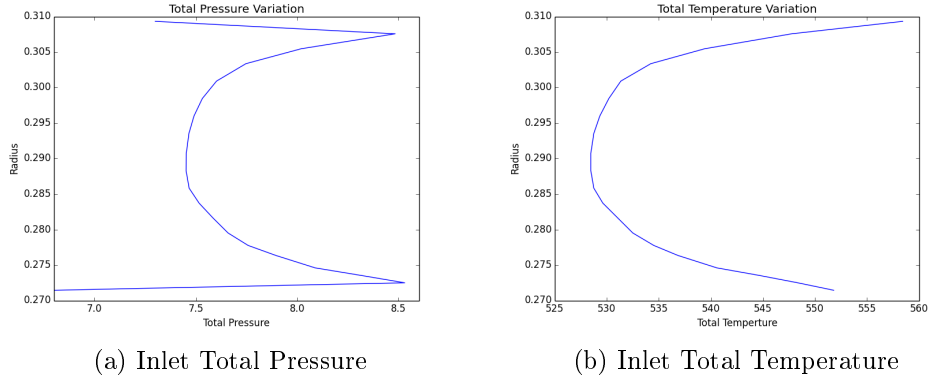 Total Pressure Variation
0.310
0.305
0.300
0.295
0.290
0.285
0.280
0.275
0.270
Radius
7.0 7.5 8.0 8.5
Total Pressure
(a) Inlet Total Pressure
Total Temperature Variation
0.310
0.305
0.300
0.295
0.290
0.285
0.280
0.275
0.270
Radius
525 530 535 540 545 550 555 560
Total Temperture
(b) Inlet Total Temperature